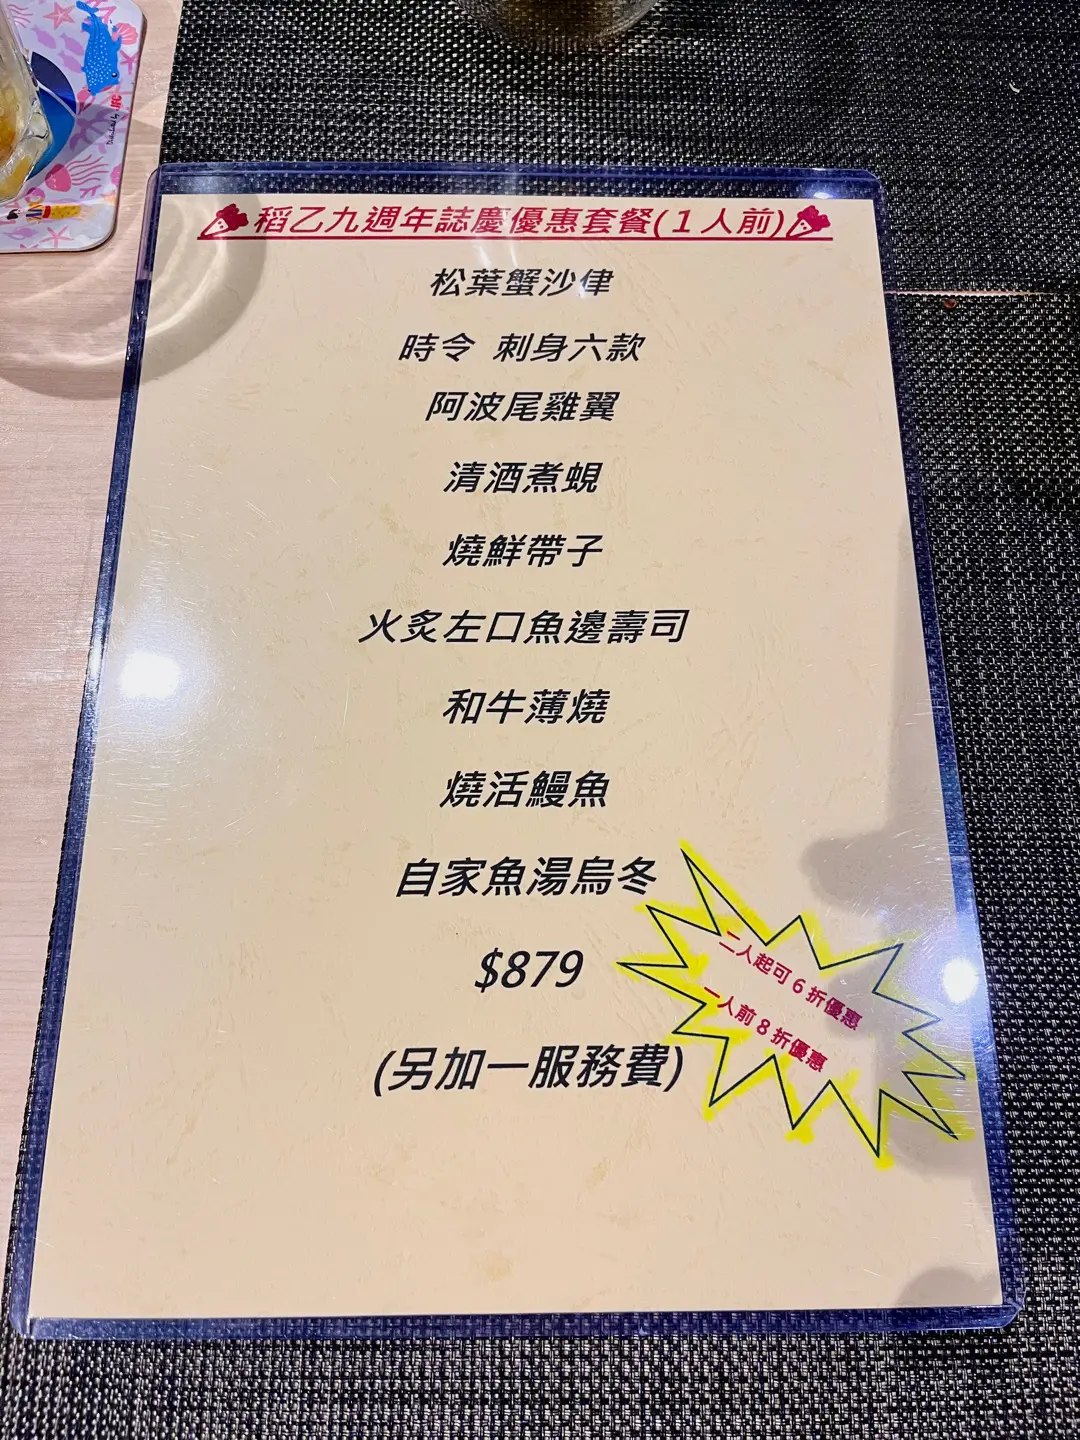 稻乙九週年誌慶優惠套餐(１人前)
松葉蟹沙律
時令 刺身六款
阿波尾雞翼
清酒煮蜆
燒鮮帶子
火炙左口魚邊壽司
和牛薄燒
燒活鰻魚
自家魚湯烏冬
$879
(另加一服務費)
二人起可６折優惠
一人前８折優惠